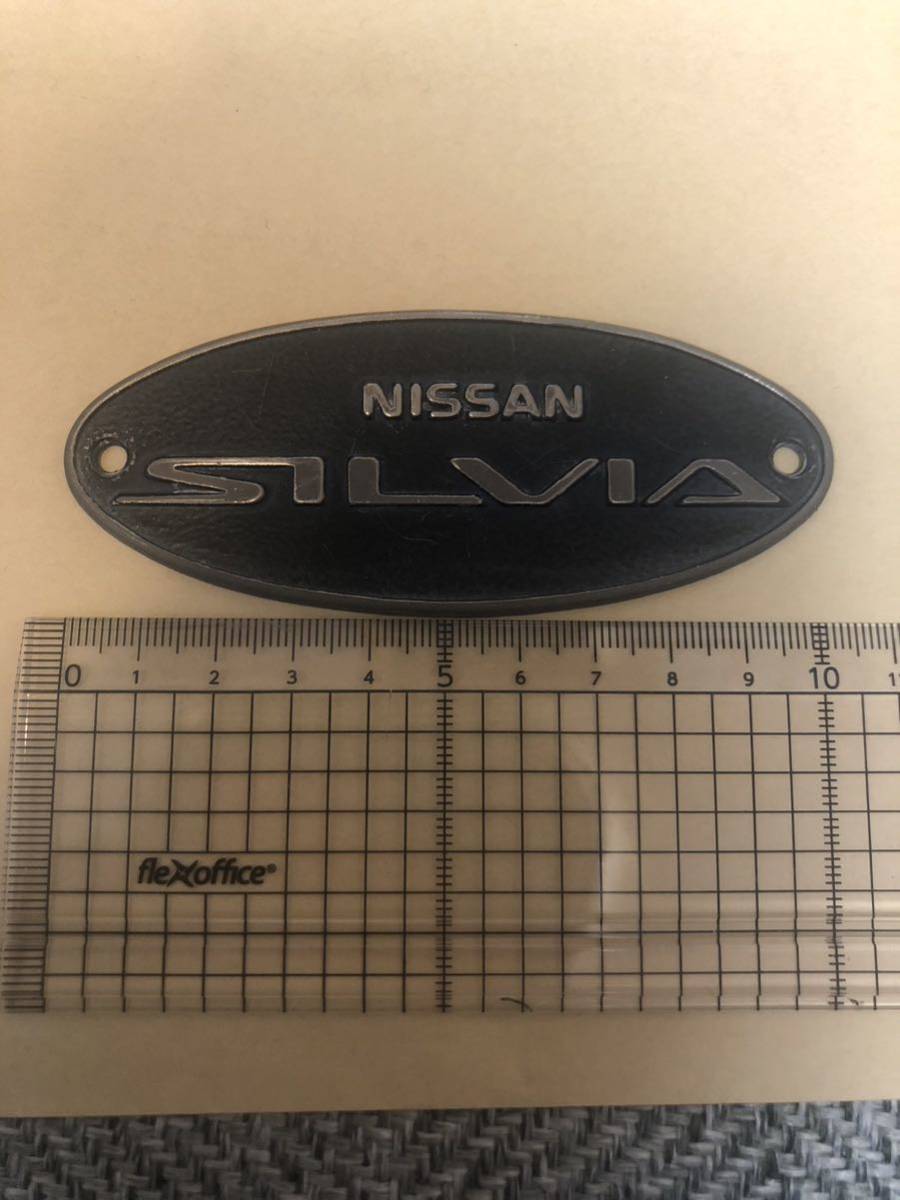 NISSAN
SILVIA
0 1 2 3 4 5 6 7 8 9 10
fleXoffice®